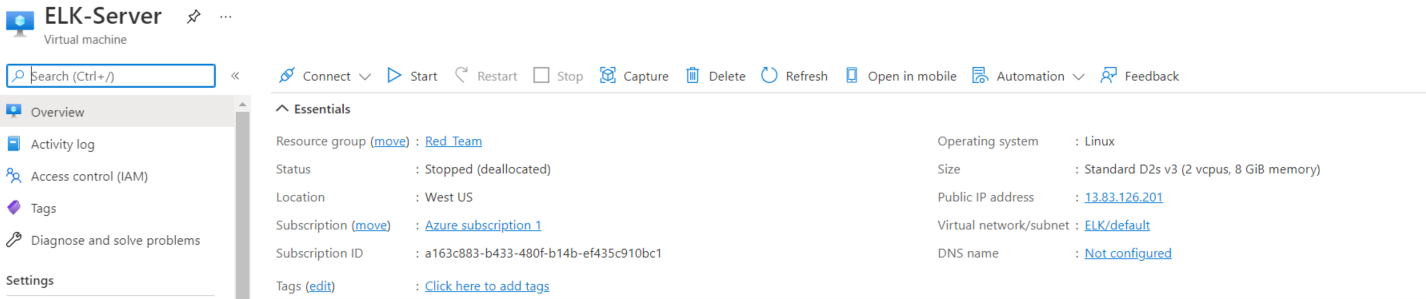 ELK-Server
Virtual machine
Search (Ctrl+/)
Overview
Activity log
Access control (IAM)
Tags
Diagnose and solve problems
Settings
Connect Start Restart Stop Capture Delete Refresh Open in mobile Automation Feedback
Essentials
Resource group (move) : Red_Team
Status : Stopped (deallocated)
Location : West US
Subscription (move) : Azure subscription 1
Subscription ID : a163c883-b433-480f-b14b-ef435c910bc1
Tags (edit) : Click here to add tags
Operating system : Linux
Size : Standard D2s v3 (2 vcpus, 8 GiB memory)
Public IP address : 13.83.126.201
Virtual network/subnet : ELK/default
DNS name : Not configured